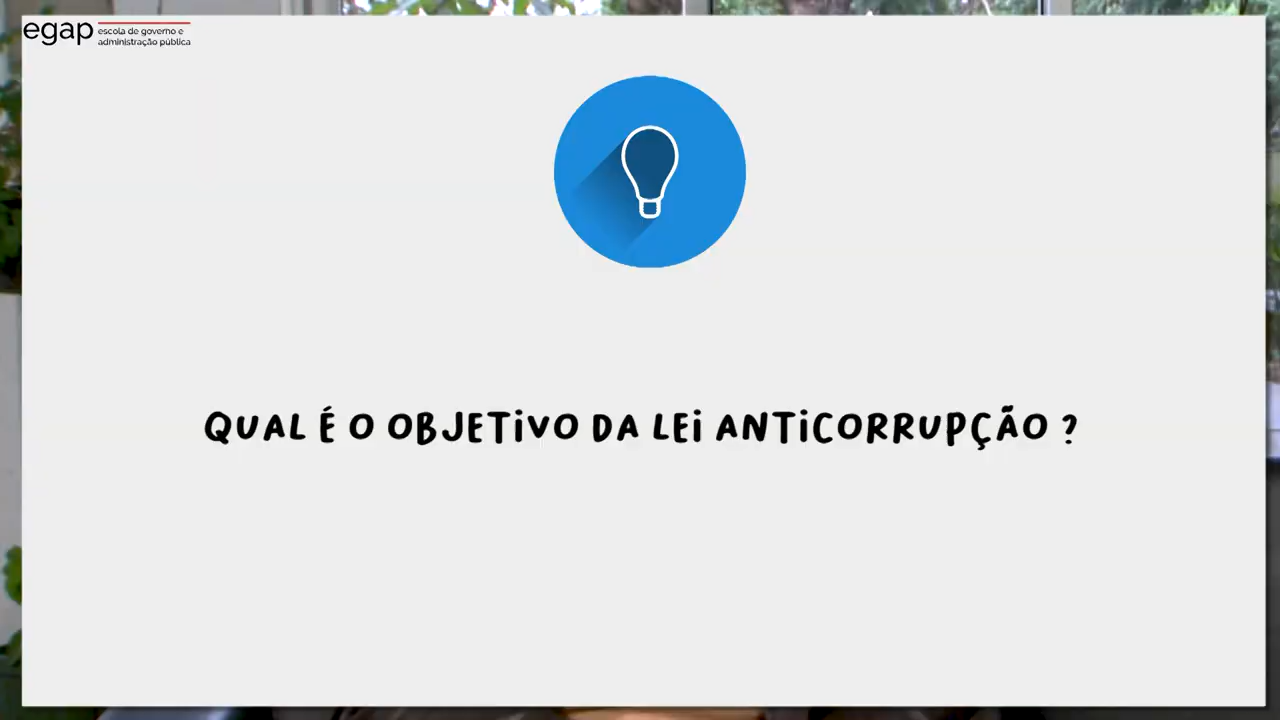 egap
escola de governo e
administração pública
QUAL É O OBJETIVO DA LEI ANTICORRUPÇÃO ?